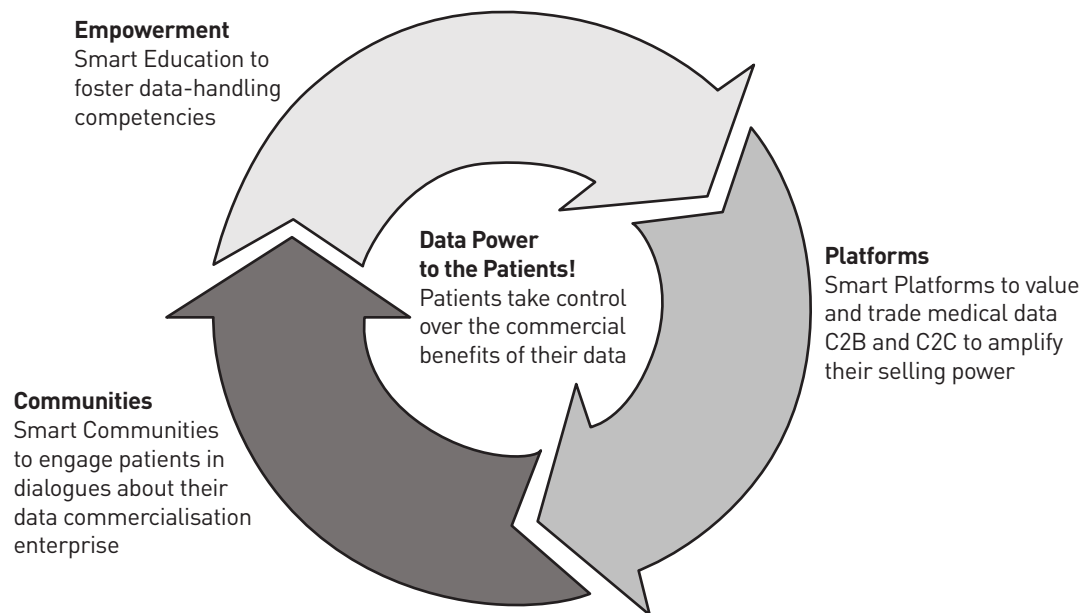 Empowerment
Smart Education to
foster data-handling
competencies
Data Power
to the Patients!
Patients take control
over the commercial
benefits of their data
Platforms
Smart Platforms to value
and trade medical data
C2B and C2C to amplify
their selling power
Communities
Smart Communities
to engage patients in
dialogues about their
data commercialisation
enterprise